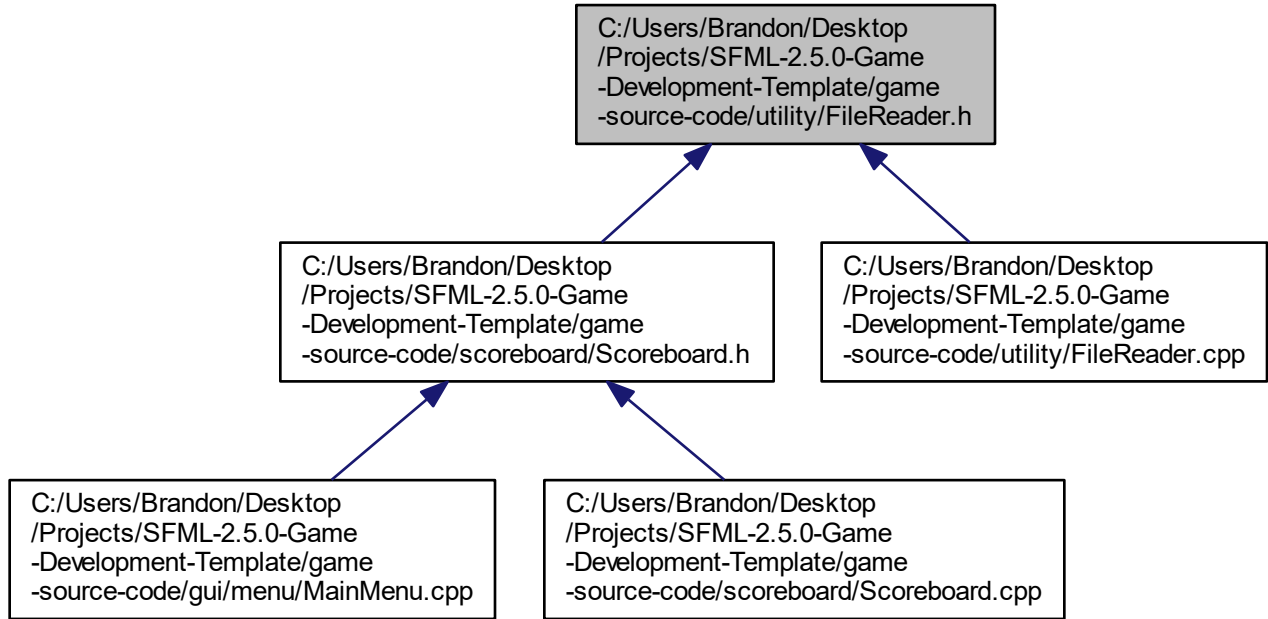 C:/Users/Brandon/Desktop
/Projects/SFML-2.5.0-Game
-Development-Template/game
-source-code/utility/FileReader.h
C:/Users/Brandon/Desktop
/Projects/SFML-2.5.0-Game
-Development-Template/game
-source-code/scoreboard/Scoreboard.h
C:/Users/Brandon/Desktop
/Projects/SFML-2.5.0-Game
-Development-Template/game
-source-code/utility/FileReader.cpp
C:/Users/Brandon/Desktop
/Projects/SFML-2.5.0-Game
-Development-Template/game
-source-code/gui/menu/MainMenu.cpp
C:/Users/Brandon/Desktop
/Projects/SFML-2.5.0-Game
-Development-Template/game
-source-code/scoreboard/Scoreboard.cpp